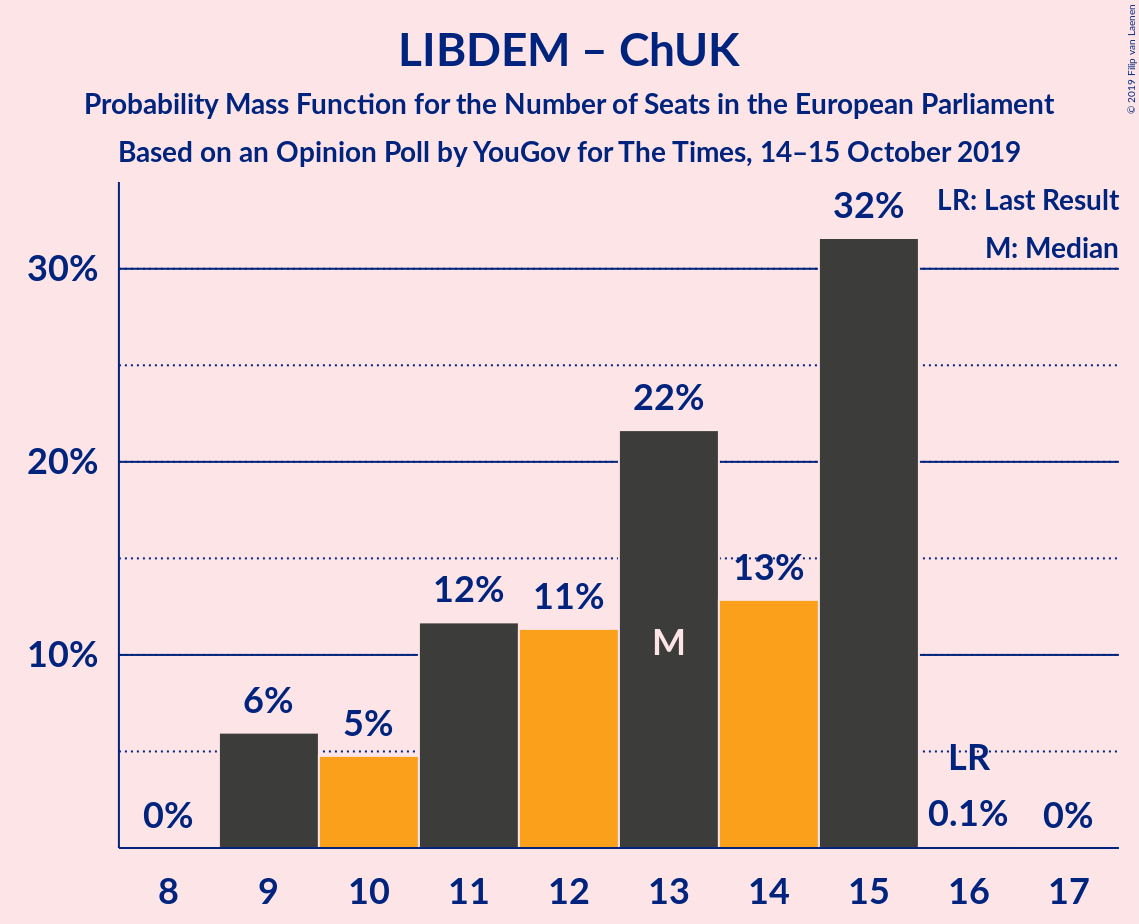 LIBDEM – ChUK
Probability Mass Function for the Number of Seats in the European Parliament
Based on an Opinion Poll by YouGov for The Times, 14–15 October 2019
© 2019 Filip van Laenen
LR: Last Result
M: Median
30%
20%
10%
0%
6%
5%
12%
11%
22%
M
13%
32%
LR
0.1%
0%
8 9 10 11 12 13 14 15 16 17